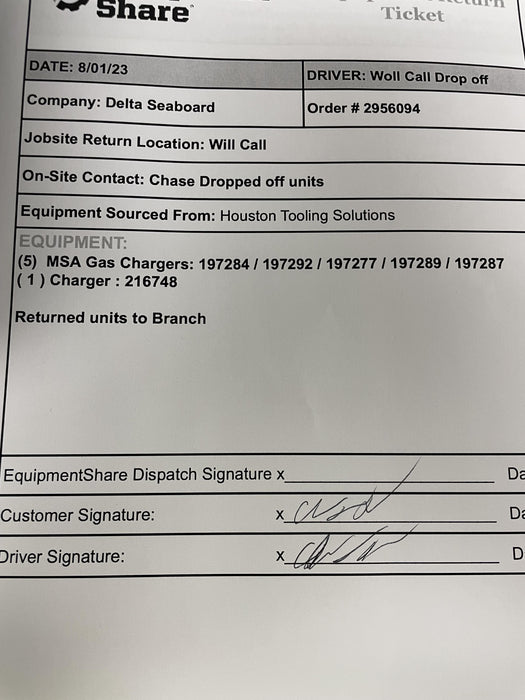 Share
Ticket
DATE: 8/01/23
DRIVER: Woll Call Drop off
Company: Delta Seaboard
Order # 2956094
Jobsite Return Location: Will Call
On-Site Contact: Chase Dropped off units
Equipment Sourced From: Houston Tooling Solutions
EQUIPMENT:
(5) MSA Gas Chargers: 197284 / 197292 / 197277 / 197289 / 197287
( 1 ) Charger : 216748
Returned units to Branch
EquipmentShare Dispatch Signature x
Da
Customer Signature: x
Da
Driver Signature: x
D